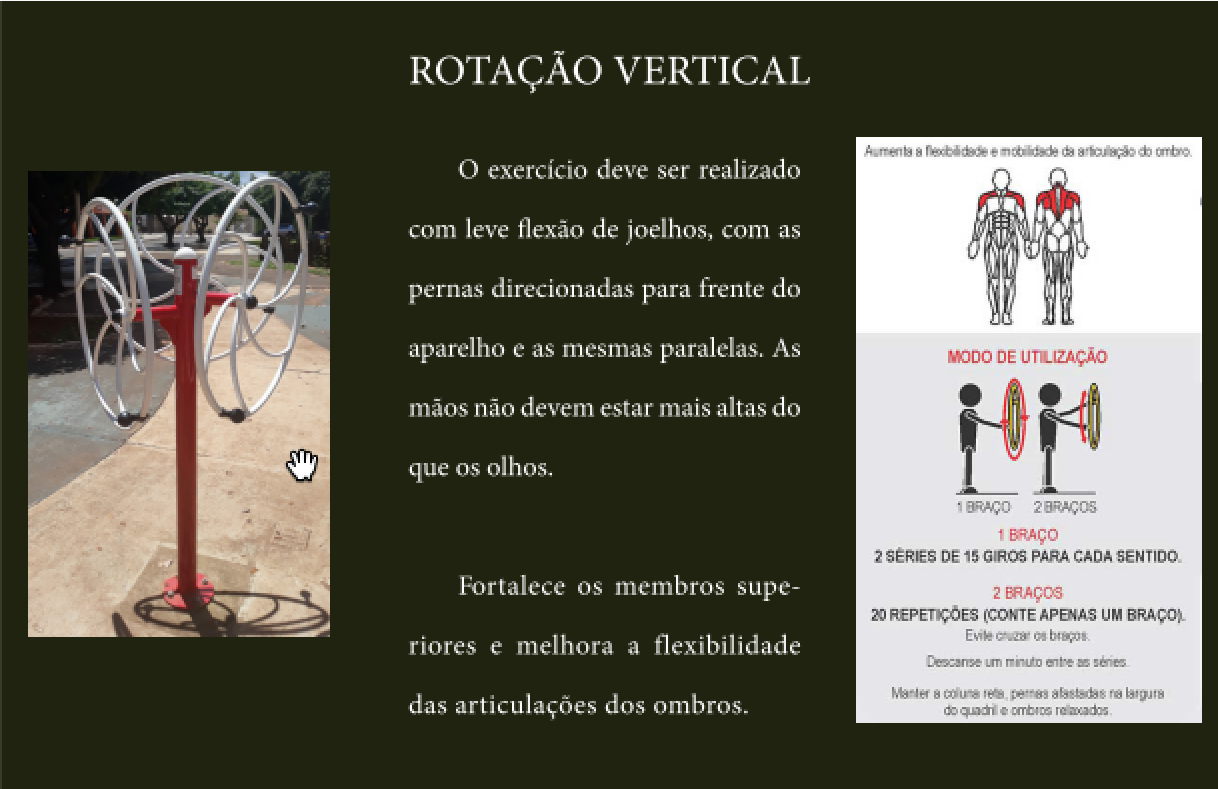 ROTAÇÃO VERTICAL
O exercício deve ser realizado
com leve flexão de joelhos, com as
pernas direcionadas para frente do
aparelho e as mesmas paralelas. As
mãos não devem estar mais altas do
que os olhos.
Fortalece os membros supe-
riores e melhora a flexibilidade
das articulações dos ombros.
Aumenta a flexibilidade e mobilidade da articulação do ombro.
MODO DE UTILIZAÇÃO
1 BRAÇO 2 BRAÇOS
1 BRAÇO
2 SÉRIES DE 15 GIROS PARA CADA SENTIDO.
2 BRAÇOS
20 REPETIÇÕES (CONTE APENAS UM BRAÇO).
Evite cruzar os braços.
Descanse um minuto entre as séries.
Manter a coluna reta, pernas afastadas na largura
do quadril e ombros relaxados.